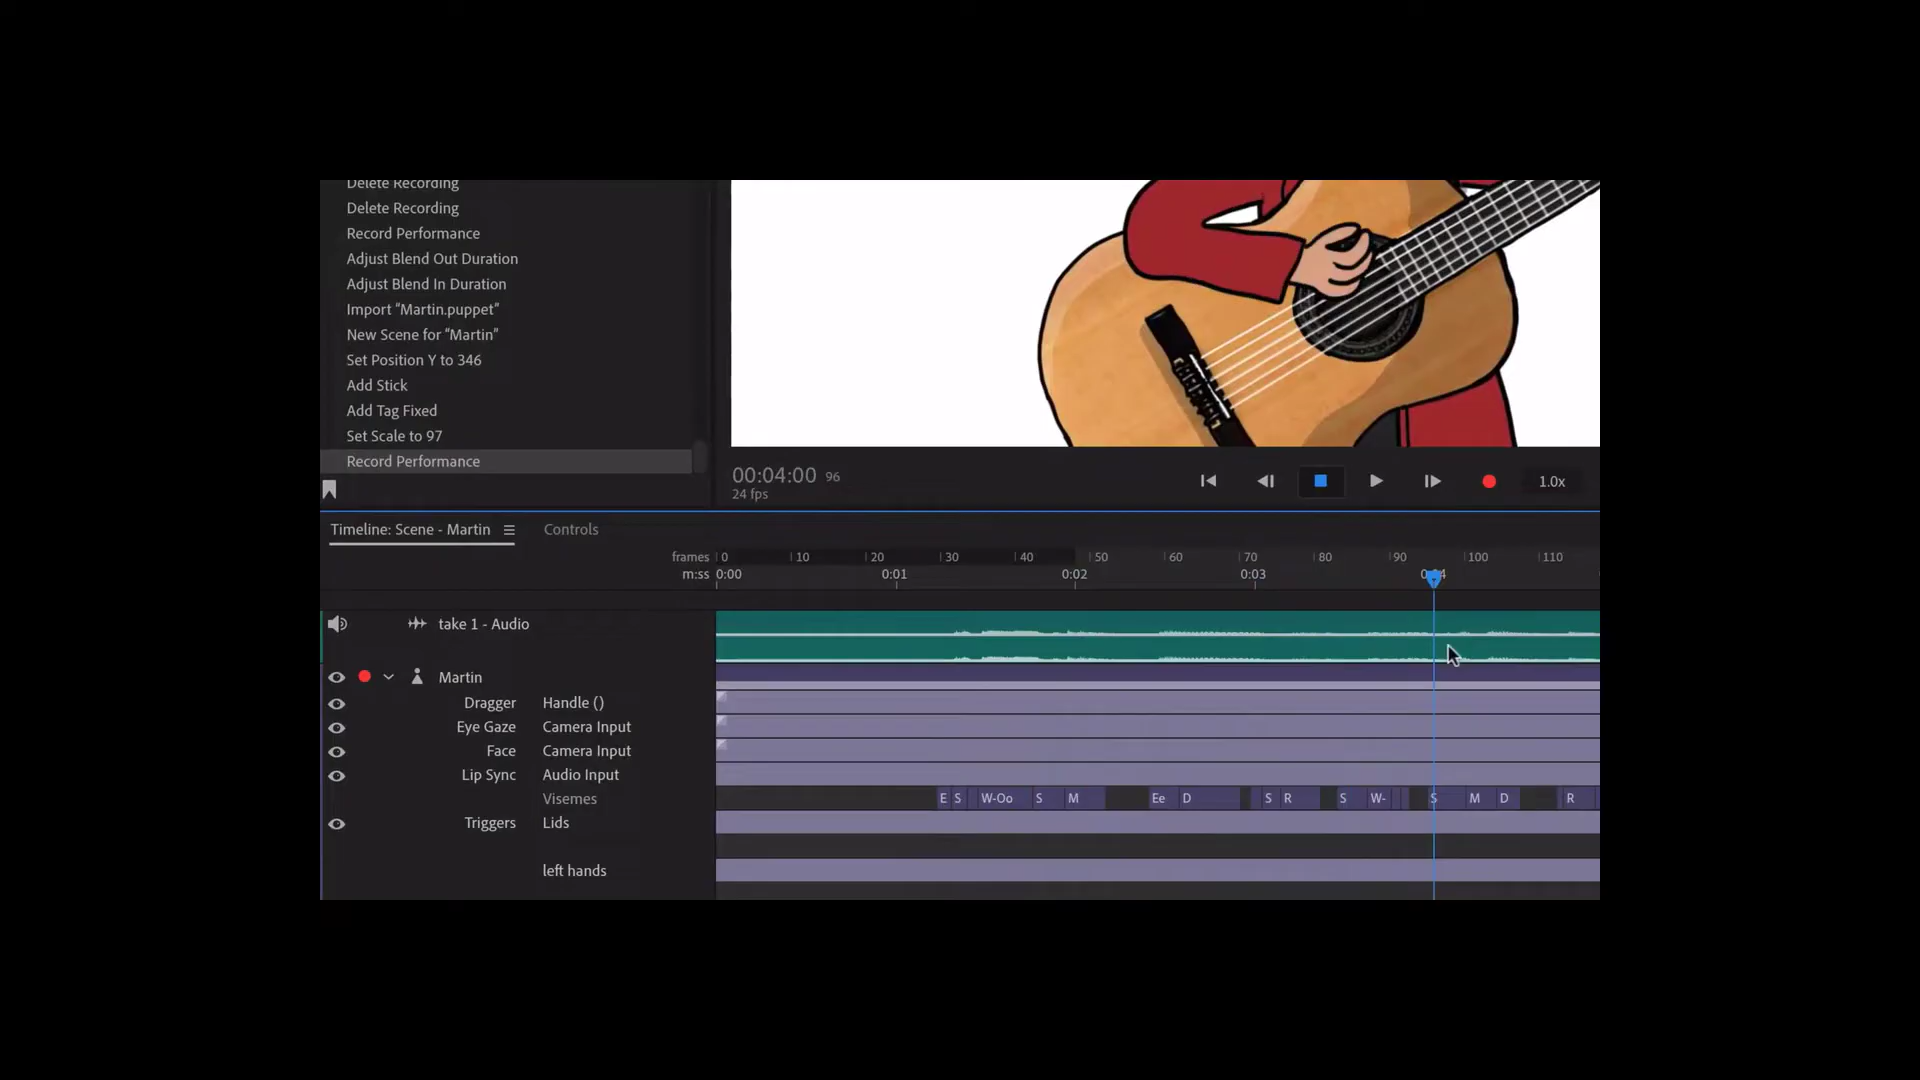 Delete Recording
Delete Recording
Record Performance
Adjust Blend Out Duration
Adjust Blend In Duration
Import “Martin.puppet”
New Scene for “Martin”
Set Position Y to 346
Add Stick
Add Tag Fixed
Set Scale to 97
Record Performance
00:04:00 96
24 fps
1.0x
Timeline: Scene - Martin Controls
frames 0 10 20 30 40 50 60 70 80 90 100 110
m:ss 0:00 0:01 0:02 0:03 0:04
take 1 - Audio
Martin
Dragger Handle ()
Eye Gaze Camera Input
Face Camera Input
Lip Sync Audio Input
Visemes E S W-Oo S M Ee D S R S W- S M D R
Triggers Lids
left hands